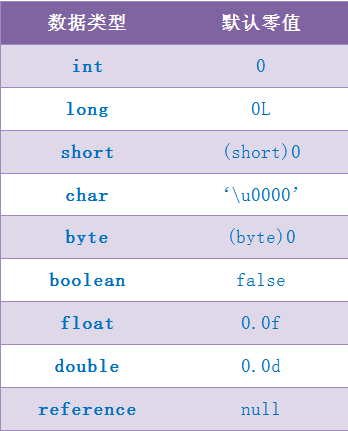 数据类型 默认零值
int 0
long 0L
short (short)0
char ‘\u0000’
byte (byte)0
boolean false
float 0.0f
double 0.0d
reference null